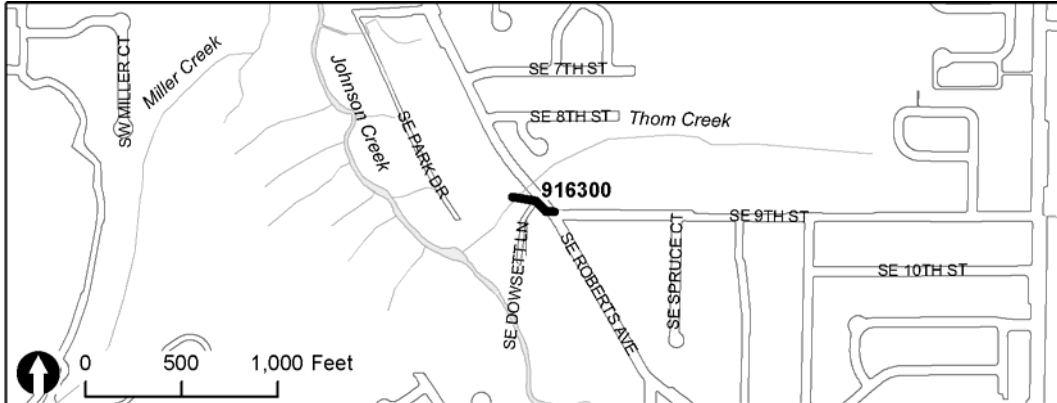 SW MILLER CT
Miller Creek
Johnson Creek
SE PARK DR
SE 7TH ST
SE 8TH ST
Thom Creek
916300
SE DOWSETT LN
SE ROBERTS AVE
SE SPRUCE CT
SE 9TH ST
SE 10TH ST
0 500 1,000 Feet